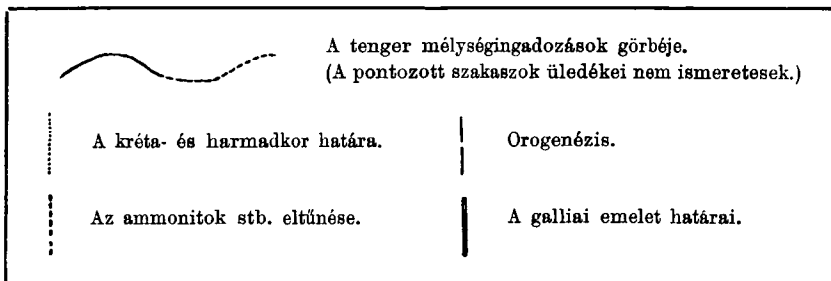 A tenger mélységingadozások görbéje.
(A pontozott szakaszok üledékei nem ismeretesek.)
A kréta- és harmadkor határa.
Orogenézis.
Az ammonitok stb. eltűnése.
A galliai emelet határai.